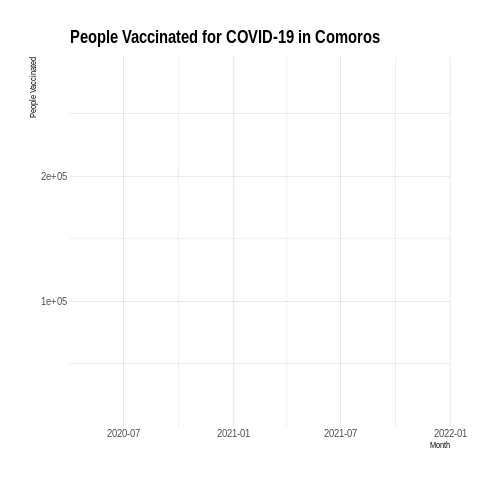 People Vaccinated for COVID-19 in Comoros
People Vaccinated
2e+05
1e+05
2020-07
2021-01
2021-07
2022-01
Month